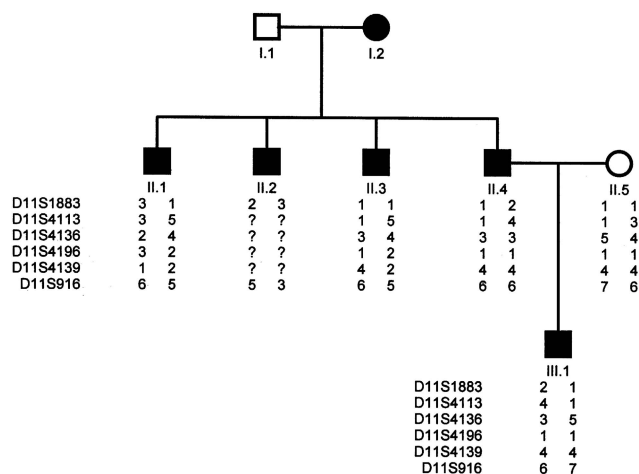 I.1 I.2
II.1 II.2 II.3 II.4 II.5
D11S1883 3 1 2 3 1 1 1 2 1 1
D11S4113 3 5 ? ? 1 5 1 4 1 3
D11S4136 2 4 ? ? 3 4 3 3 5 4
D11S4196 3 2 ? ? 1 2 1 1 1 1
D11S4139 1 2 ? ? 4 2 4 4 4 4
D11S916 6 5 5 3 6 5 6 6 7 6
III.1
D11S1883 2 1
D11S4113 4 1
D11S4136 3 5
D11S4196 1 1
D11S4139 4 4
D11S916 6 7